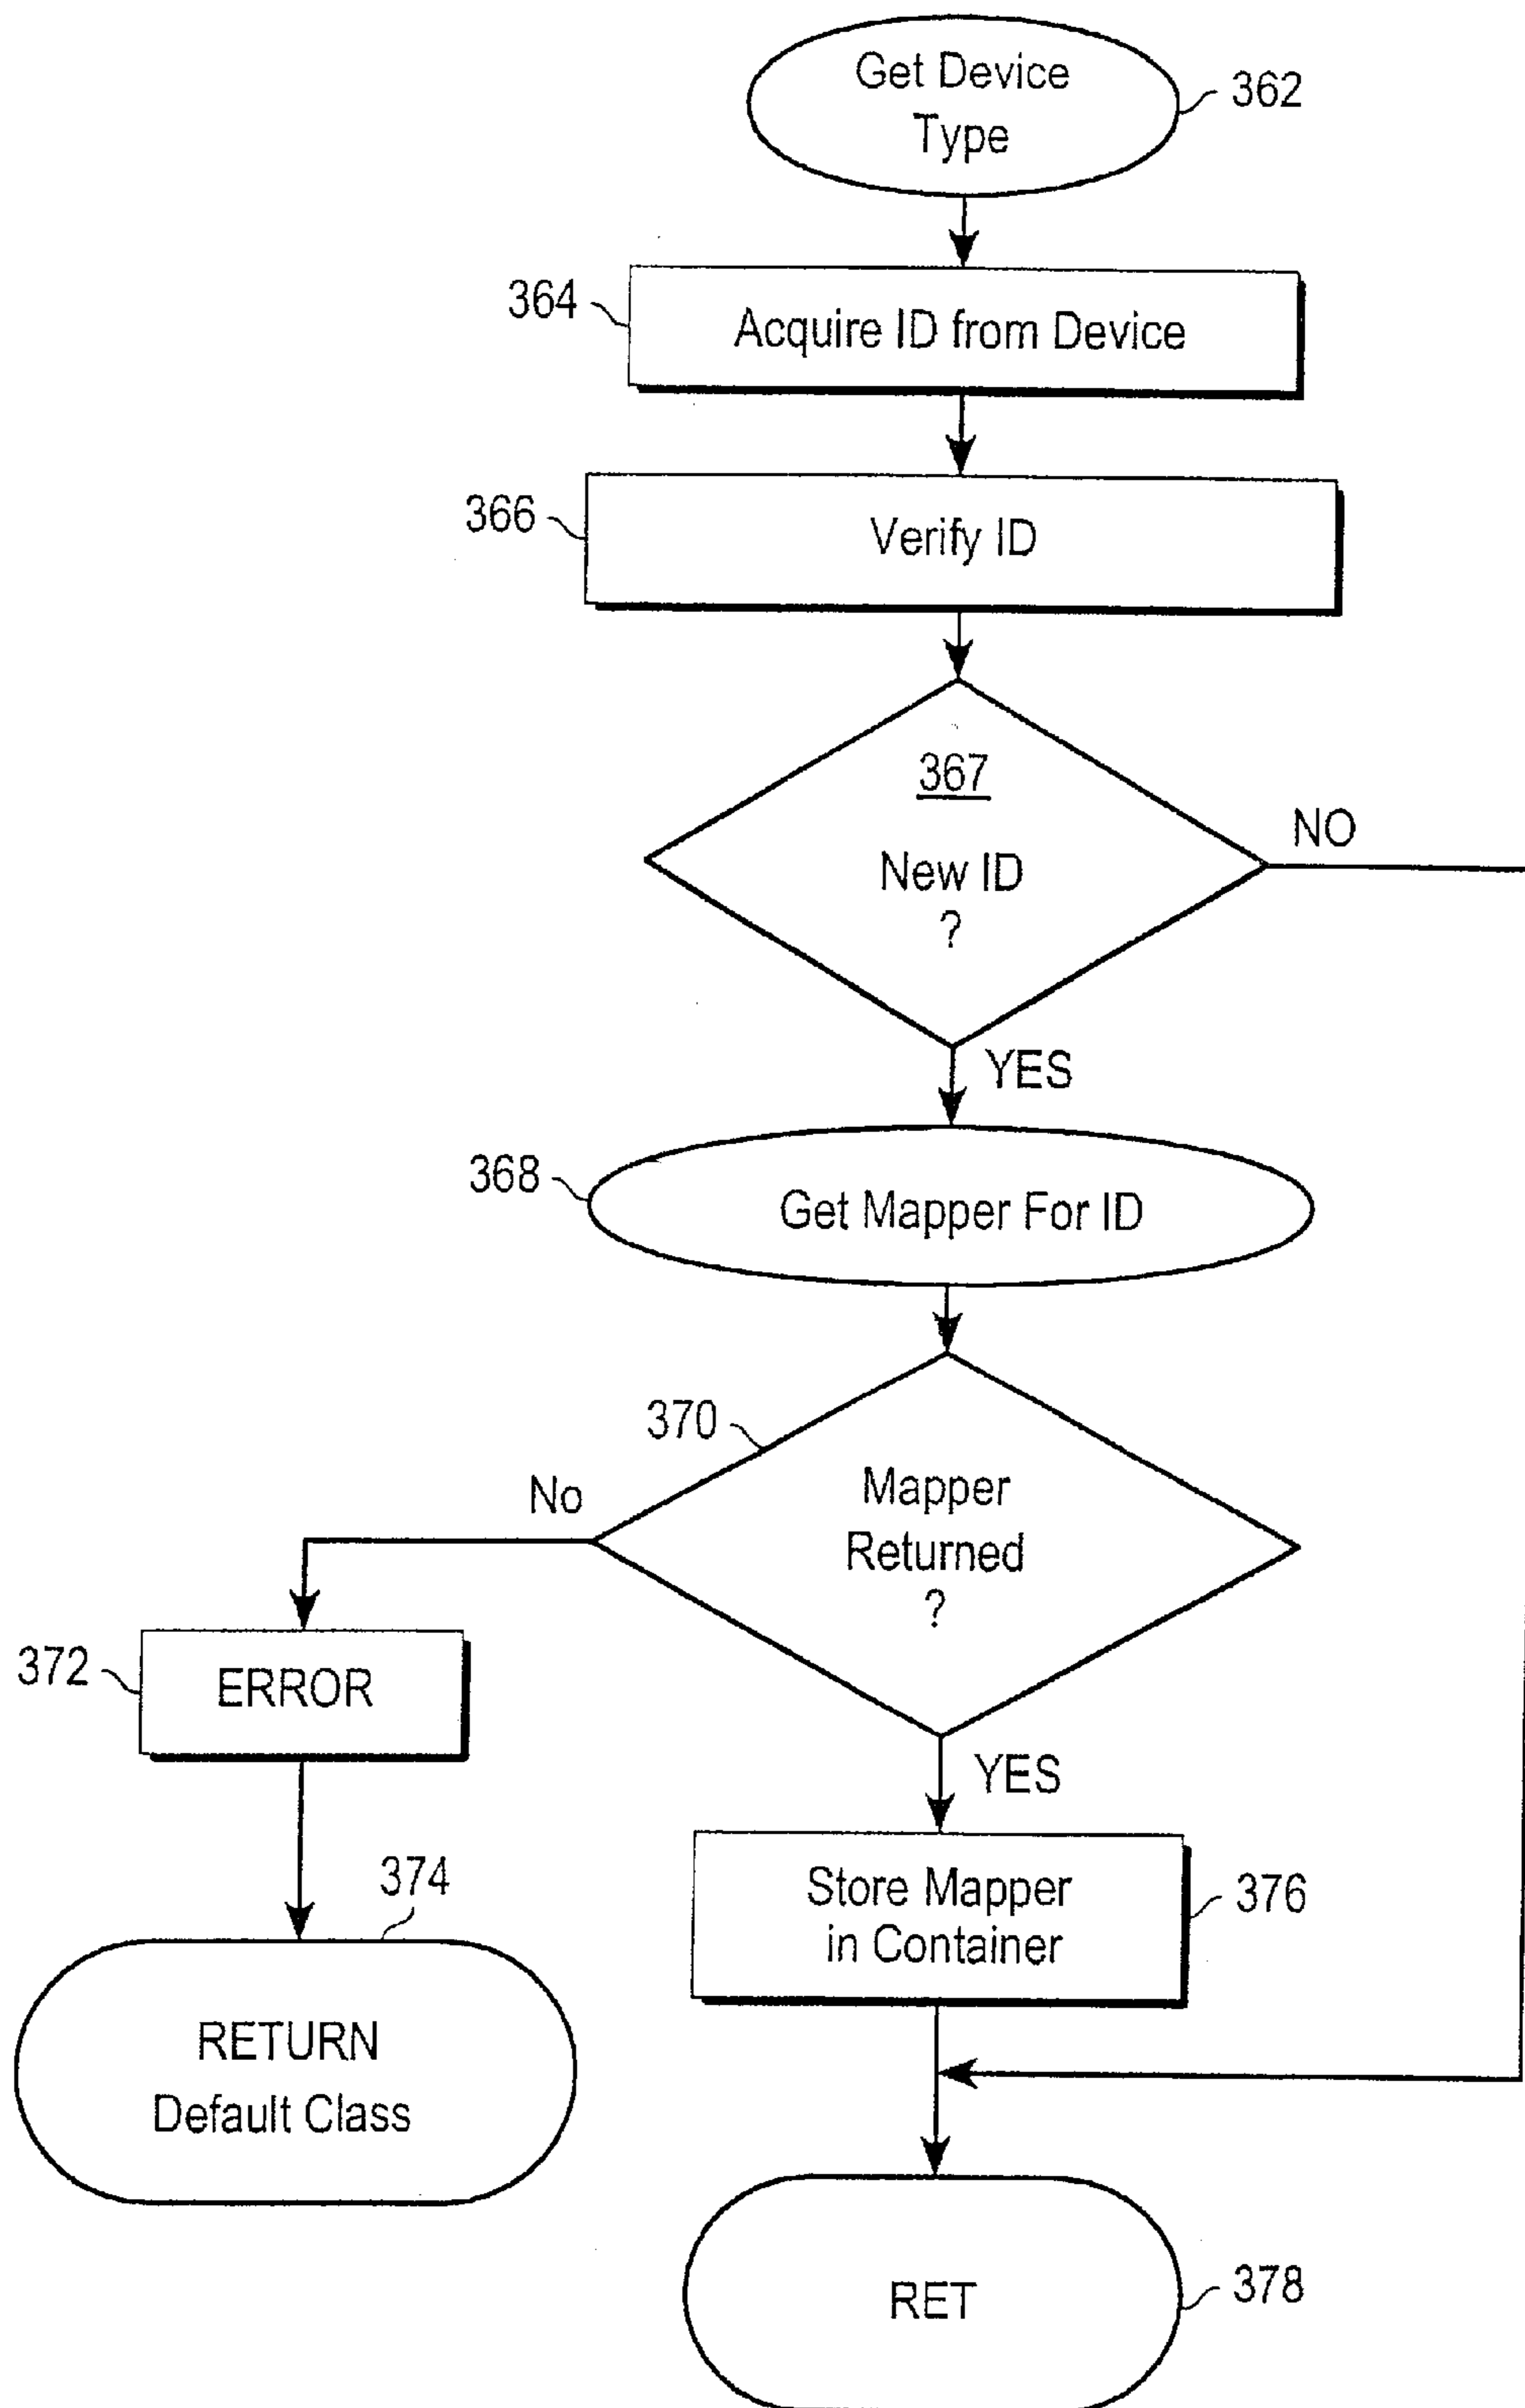 Get Device
Type
362
364
Acquire ID from Device
366
Verify ID
367
New ID
?
NO
YES
368
Get Mapper For ID
370
Mapper
Returned
?
No
372
ERROR
YES
374
Store Mapper
in Container
376
RETURN
Default Class
RET
378